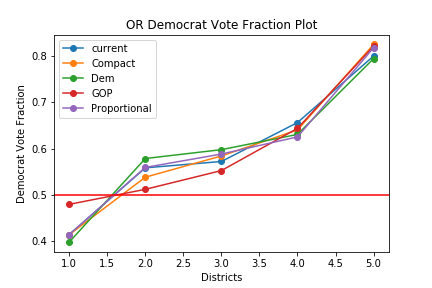 OR Democrat Vote Fraction Plot
current
Compact
Dem
GOP
Proportional
Democrat Vote Fraction
0.8
0.7
0.6
0.5
0.4
1.0 1.5 2.0 2.5 3.0 3.5 4.0 4.5 5.0
Districts